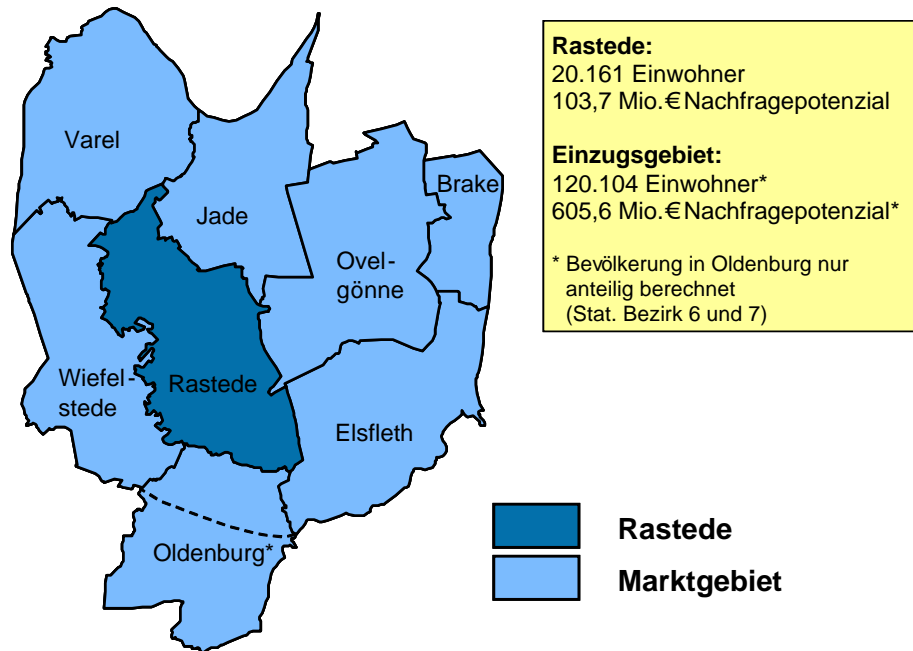 Varel
Jade
Brake
Ovel-
gönne
Wiefel-
stede
Rastede
Elsfleth
Oldenburg*
Rastede:
20.161 Einwohner
103,7 Mio.€ Nachfragepotenzial
Einzugsgebiet:
120.104 Einwohner*
605,6 Mio.€ Nachfragepotenzial*
* Bevölkerung in Oldenburg nur
anteilig berechnet
(Stat. Bezirk 6 und 7)
Rastede
Marktgebiet